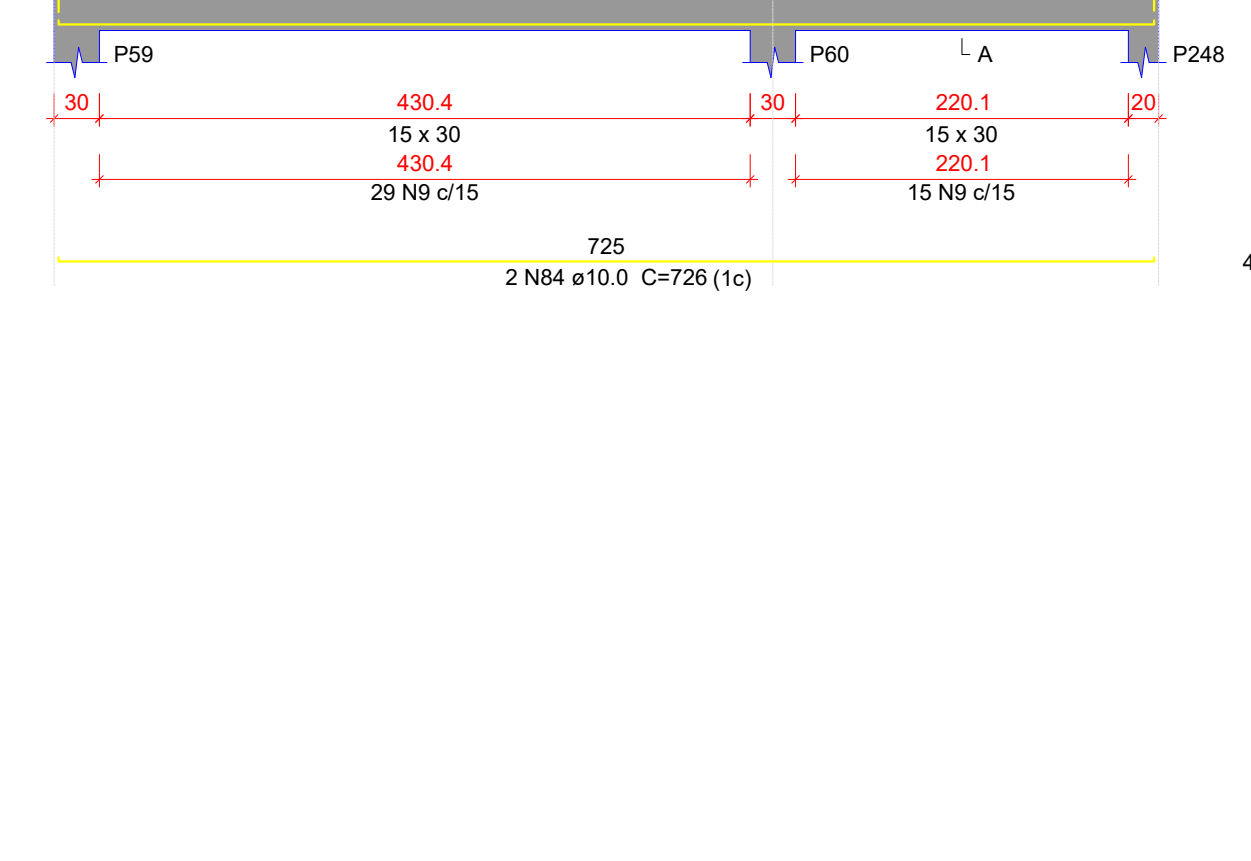 P59 P60 A P248
30 430.4 30 220.1 20
15 x 30 15 x 30
430.4 220.1
29 N9 c/15 15 N9 c/15
725
2 N84 ø10.0 C=726 (1c)
4